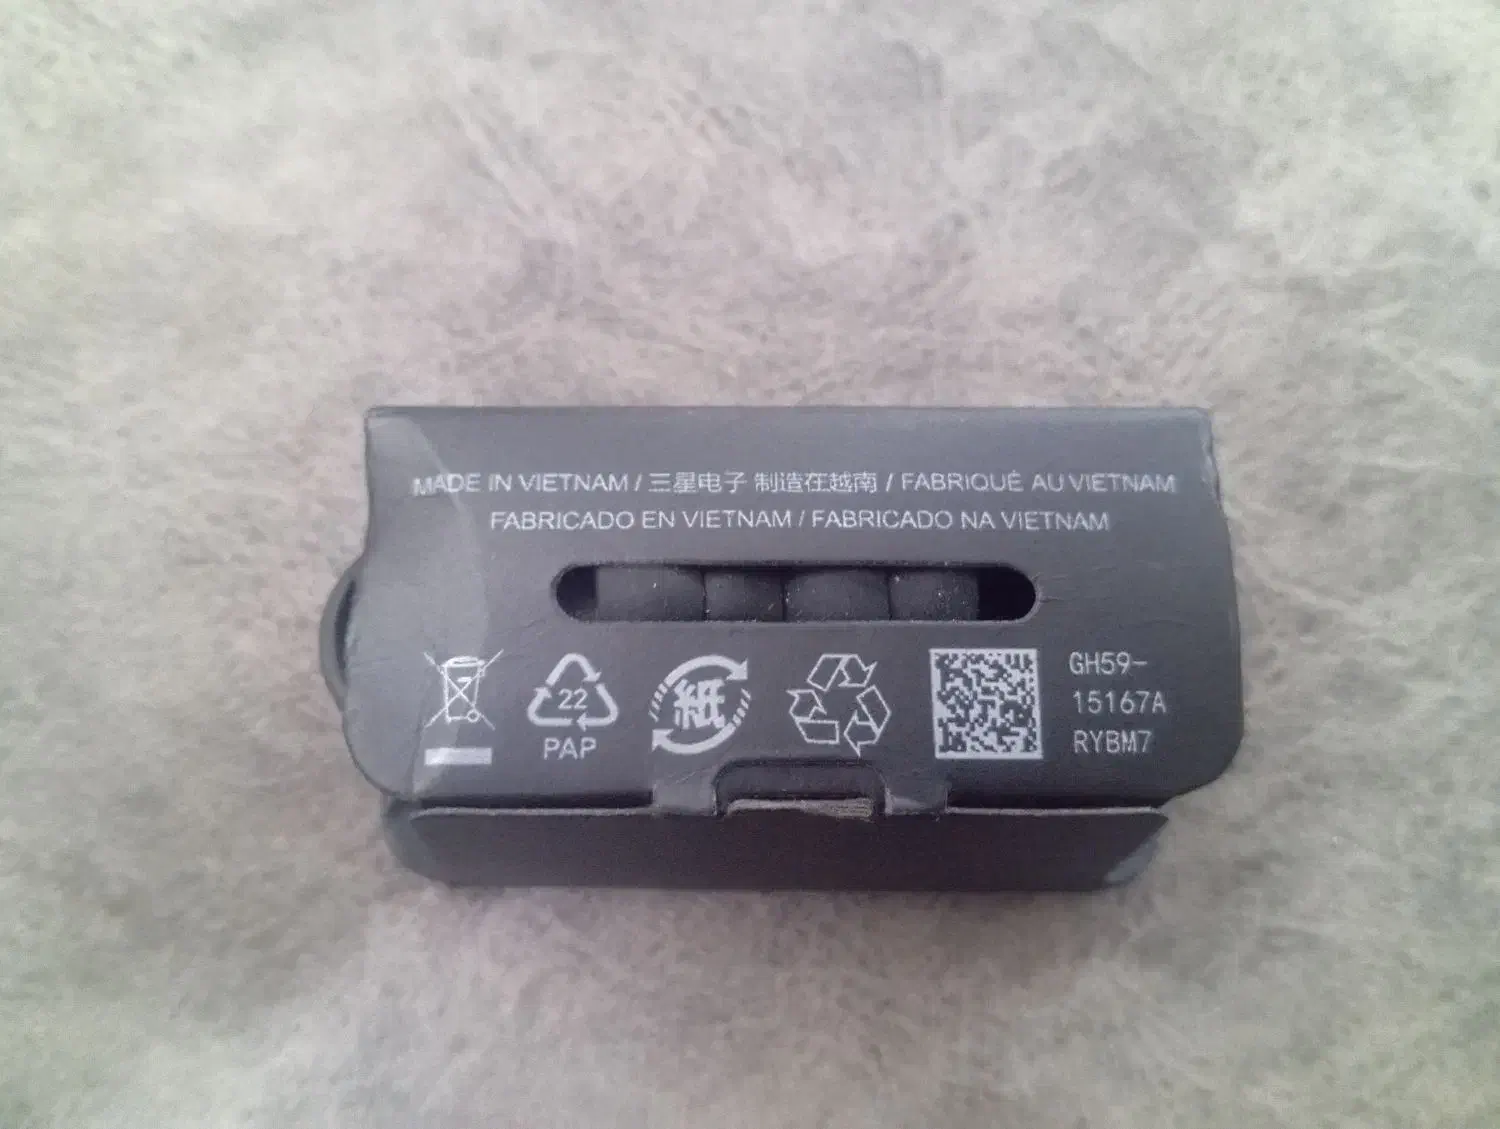 MADE IN VIETNAM / 三星电子 制造在越南 / FABRIQUÉ AU VIETNAM
FABRICADO EN VIETNAM / FABRICADO NA VIETNAM
22
PAP
紙
GH59-
15167A
RYBM7